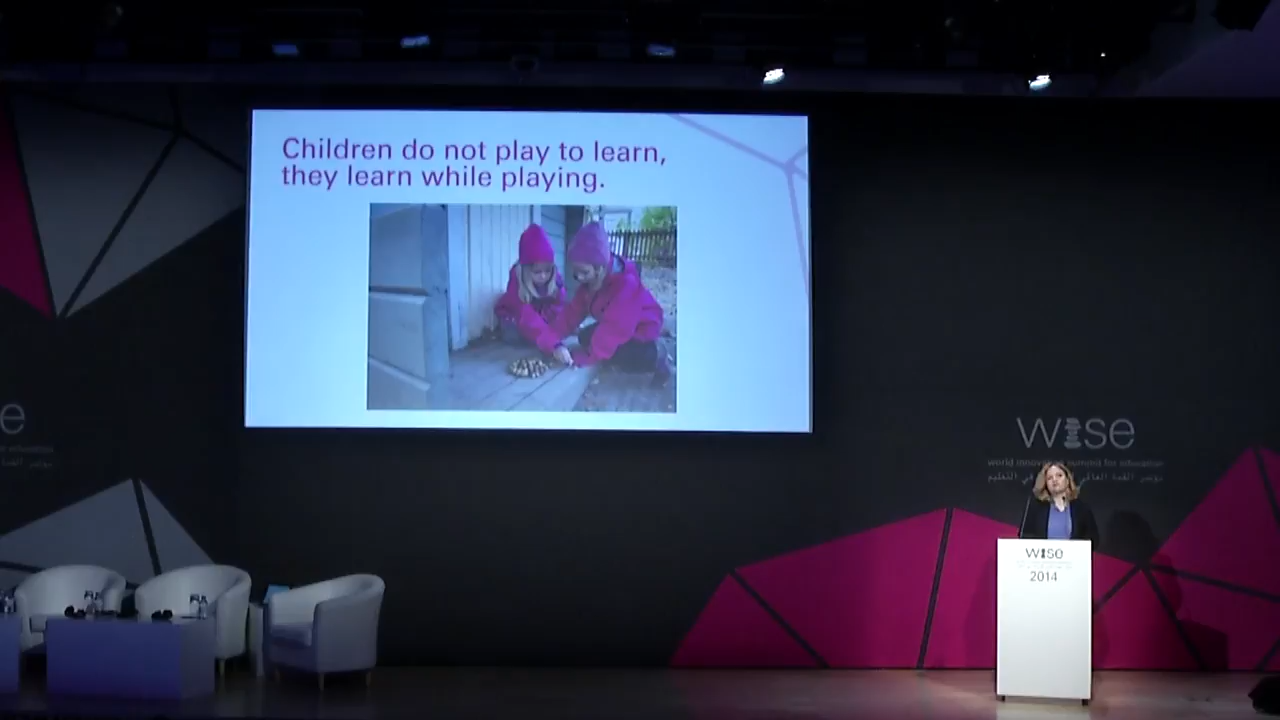 Children do not play to learn,
they learn while playing.
e
wise
world innovation summit for education
wise
2014